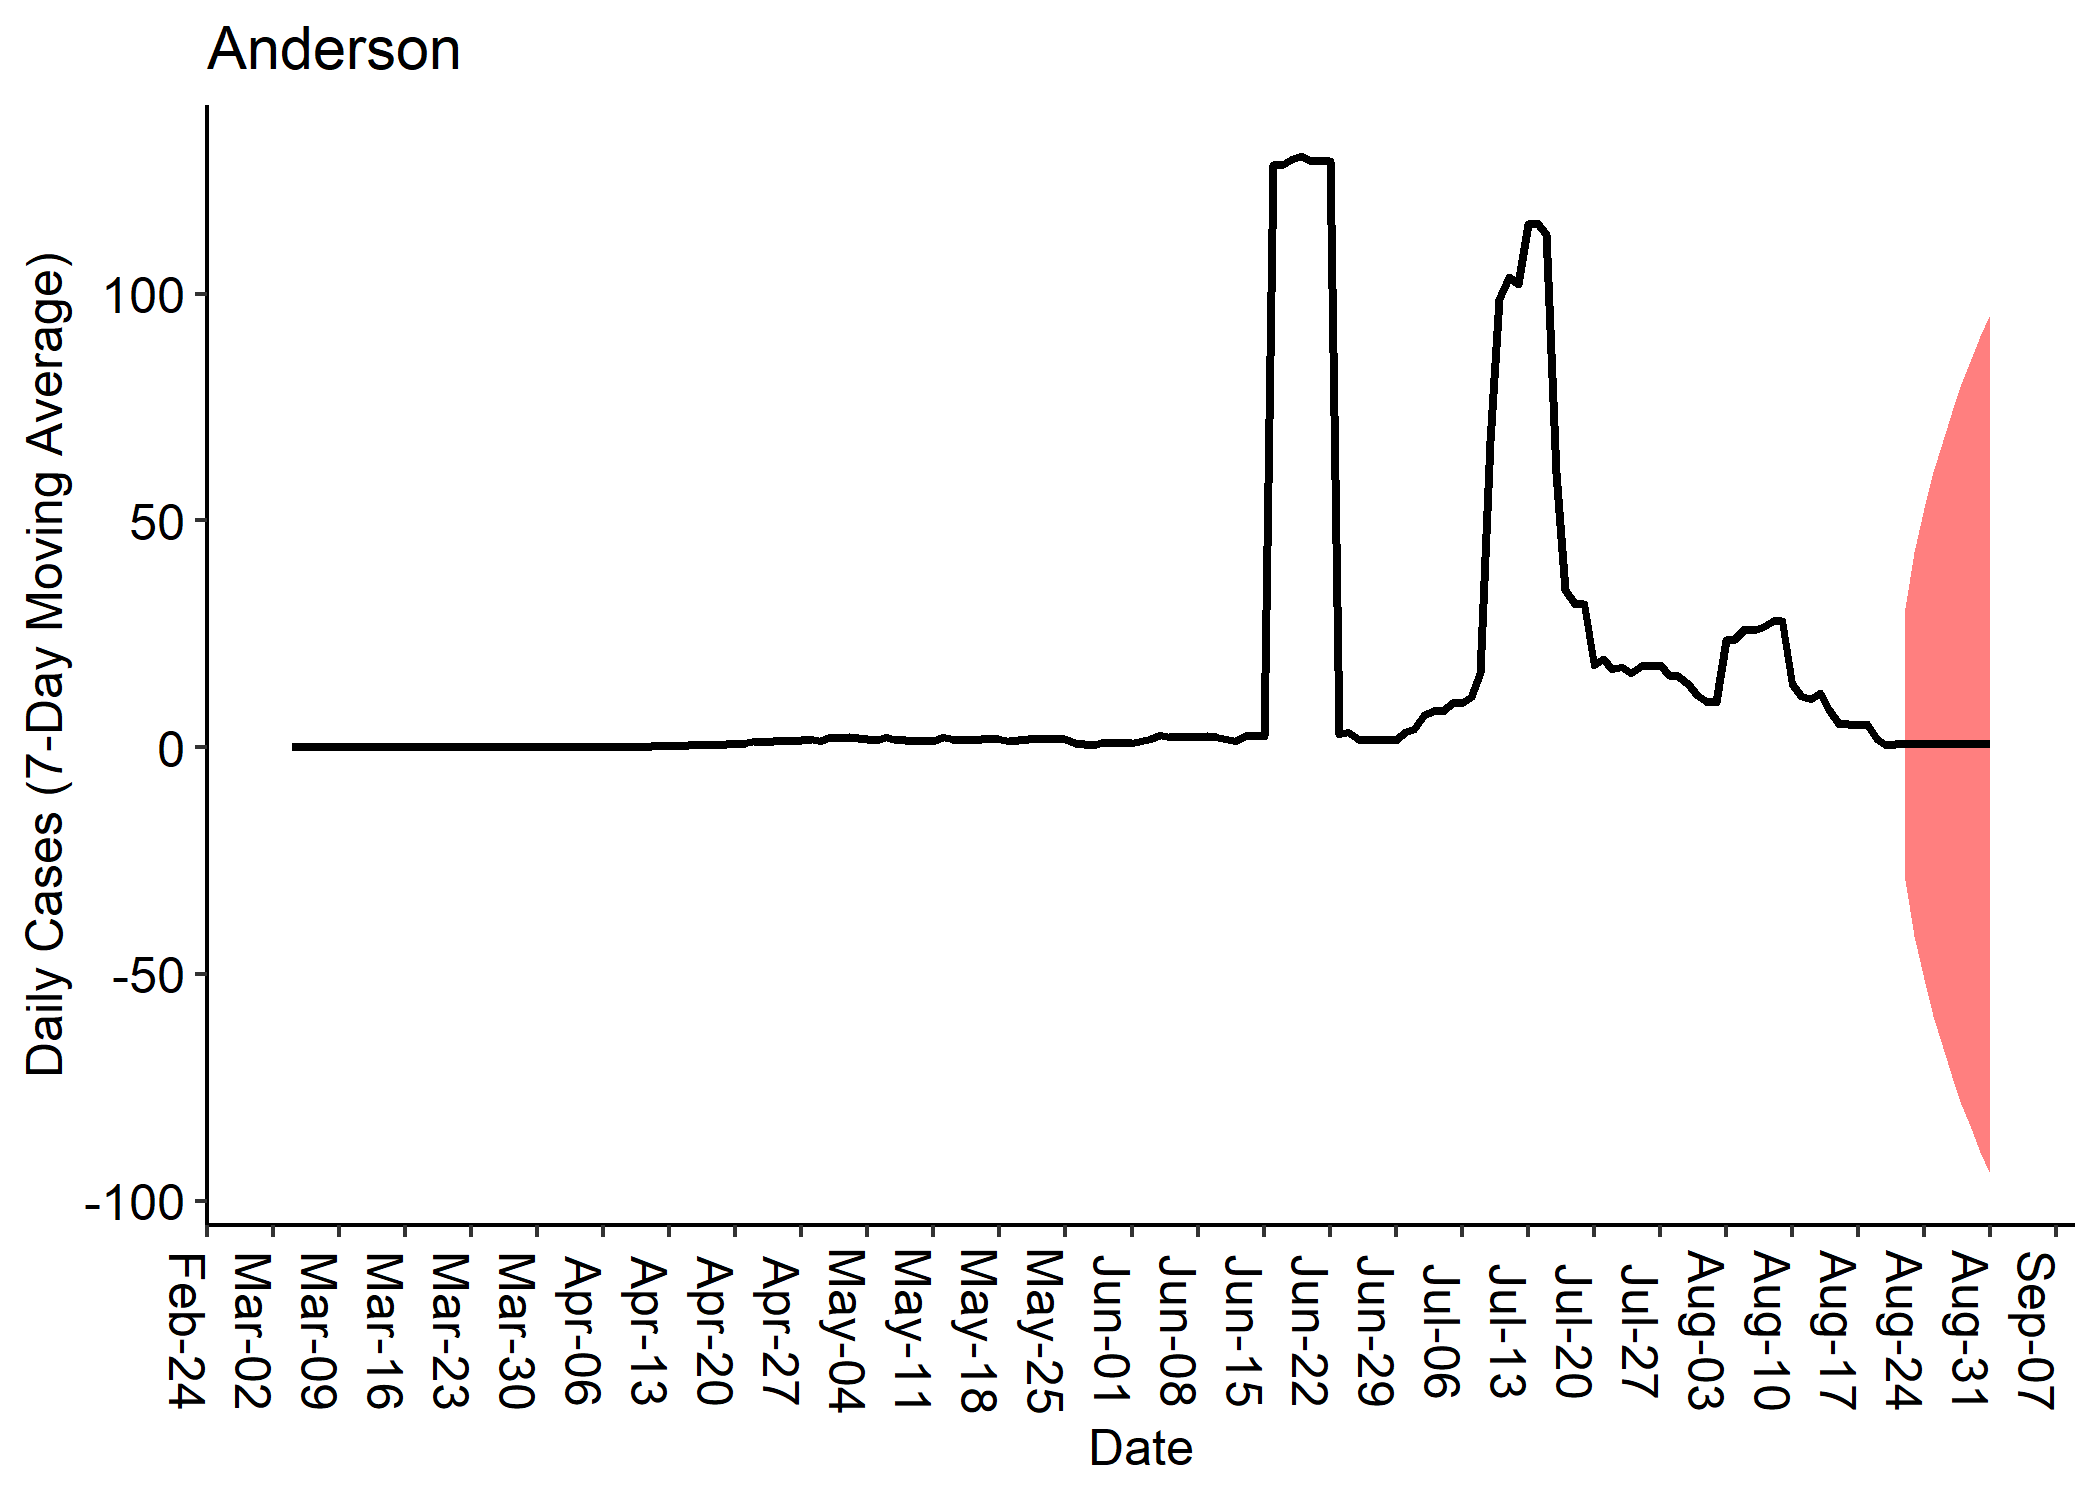 Anderson
Daily Cases (7-Day Moving Average)
100
50
0
-50
-100
Feb-24
Mar-02
Mar-09
Mar-16
Mar-23
Mar-30
Apr-06
Apr-13
Apr-20
Apr-27
May-04
May-11
May-18
May-25
Jun-01
Jun-08
Jun-15
Jun-22
Jun-29
Jul-06
Jul-13
Jul-20
Jul-27
Aug-03
Aug-10
Aug-17
Aug-24
Aug-31
Sep-07
Date